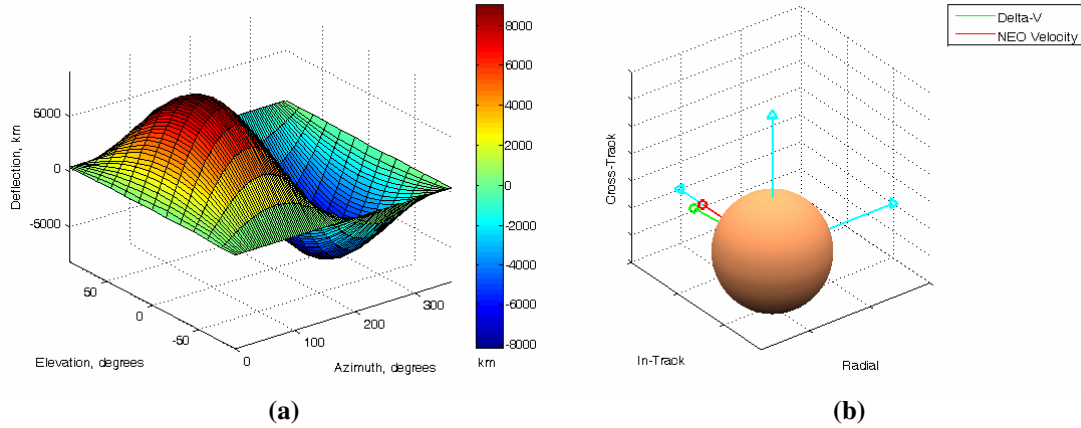 5000
0
-5000
Deflection, km
50
0
-50
Elevation, degrees
0
100
200
300
Azimuth, degrees
8000
6000
4000
2000
0
-2000
-4000
-6000
-8000
km
(a)
Delta-V
NEO Velocity
Cross-Track
In-Track
Radial
(b)